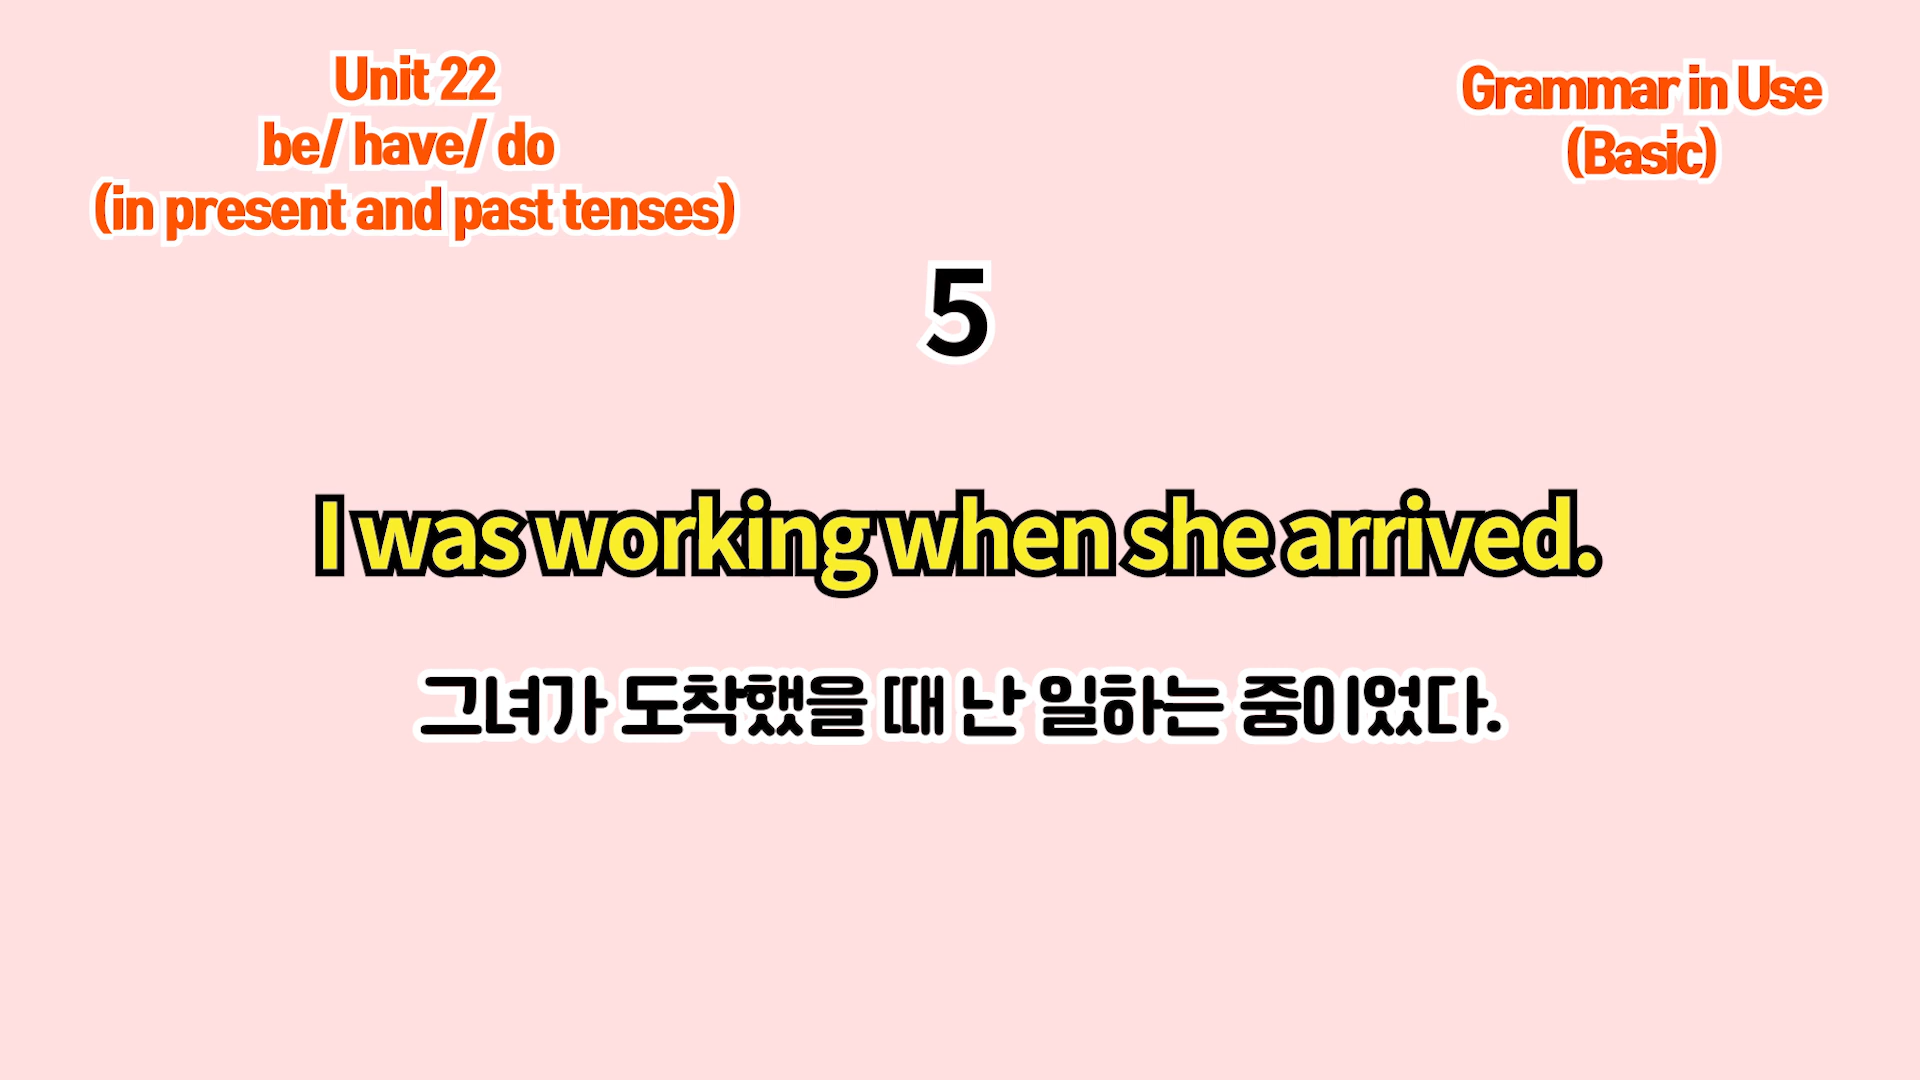 Unit 22
be/ have/ do
(in present and past tenses)
Grammar in Use
(Basic)
5
I was working when she arrived.
그녀가 도착했을 때 난 일하는 중이었다.